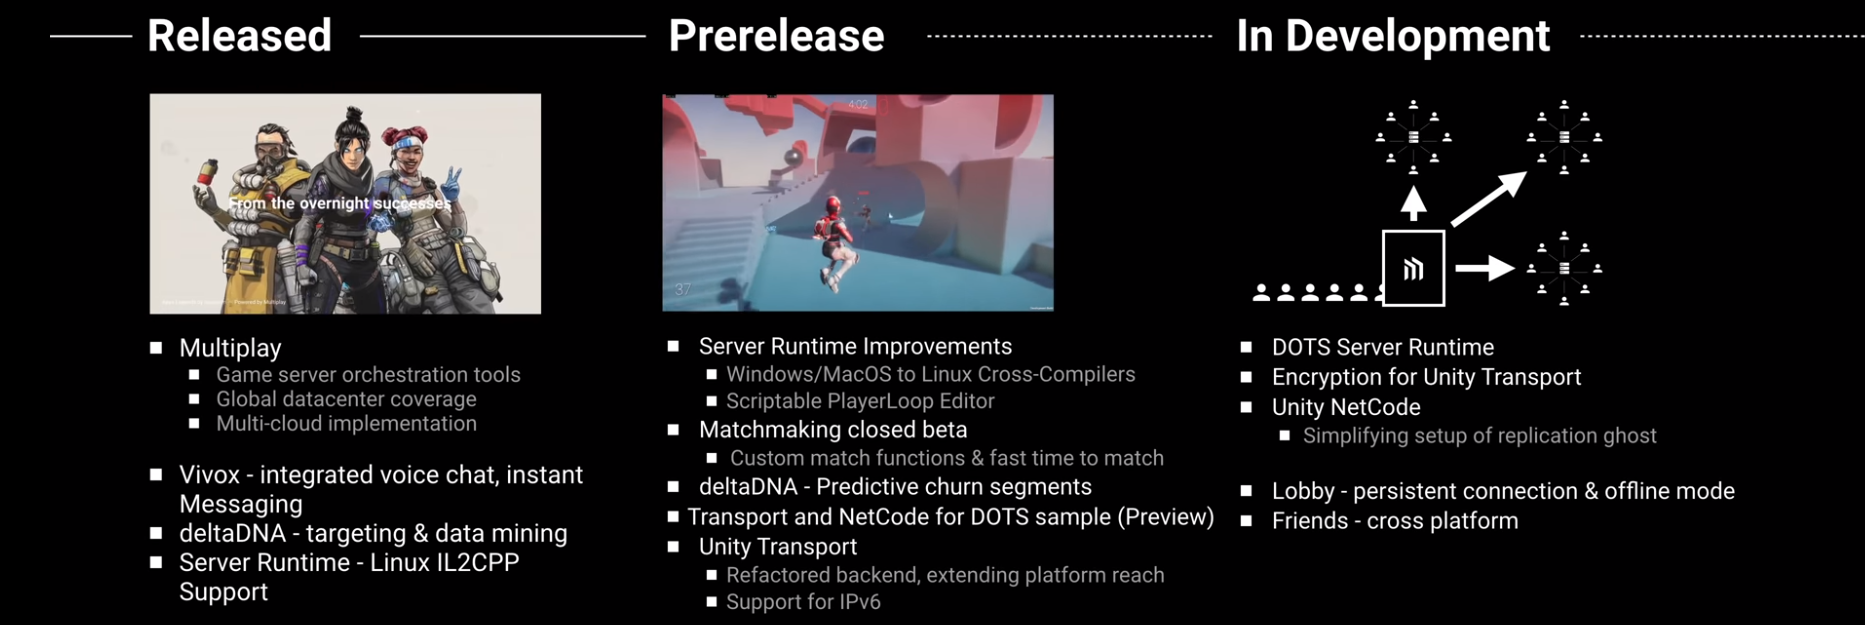 Released
Prerelease
In Development
From the overnight successes
Powered by Multiplay
4:02
37
Multiplay
Game server orchestration tools
Global datacenter coverage
Multi-cloud implementation
Vivox - integrated voice chat, instant
Messaging
deltaDNA - targeting & data mining
Server Runtime - Linux IL2CPP
Support
Server Runtime Improvements
Windows/MacOS to Linux Cross-Compilers
Scriptable PlayerLoop Editor
Matchmaking closed beta
Custom match functions & fast time to match
deltaDNA - Predictive churn segments
Transport and NetCode for DOTS sample (Preview)
Unity Transport
Refactored backend, extending platform reach
Support for IPv6
DOTS Server Runtime
Encryption for Unity Transport
Unity NetCode
Simplifying setup of replication ghost
Lobby - persistent connection & offline mode
Friends - cross platform